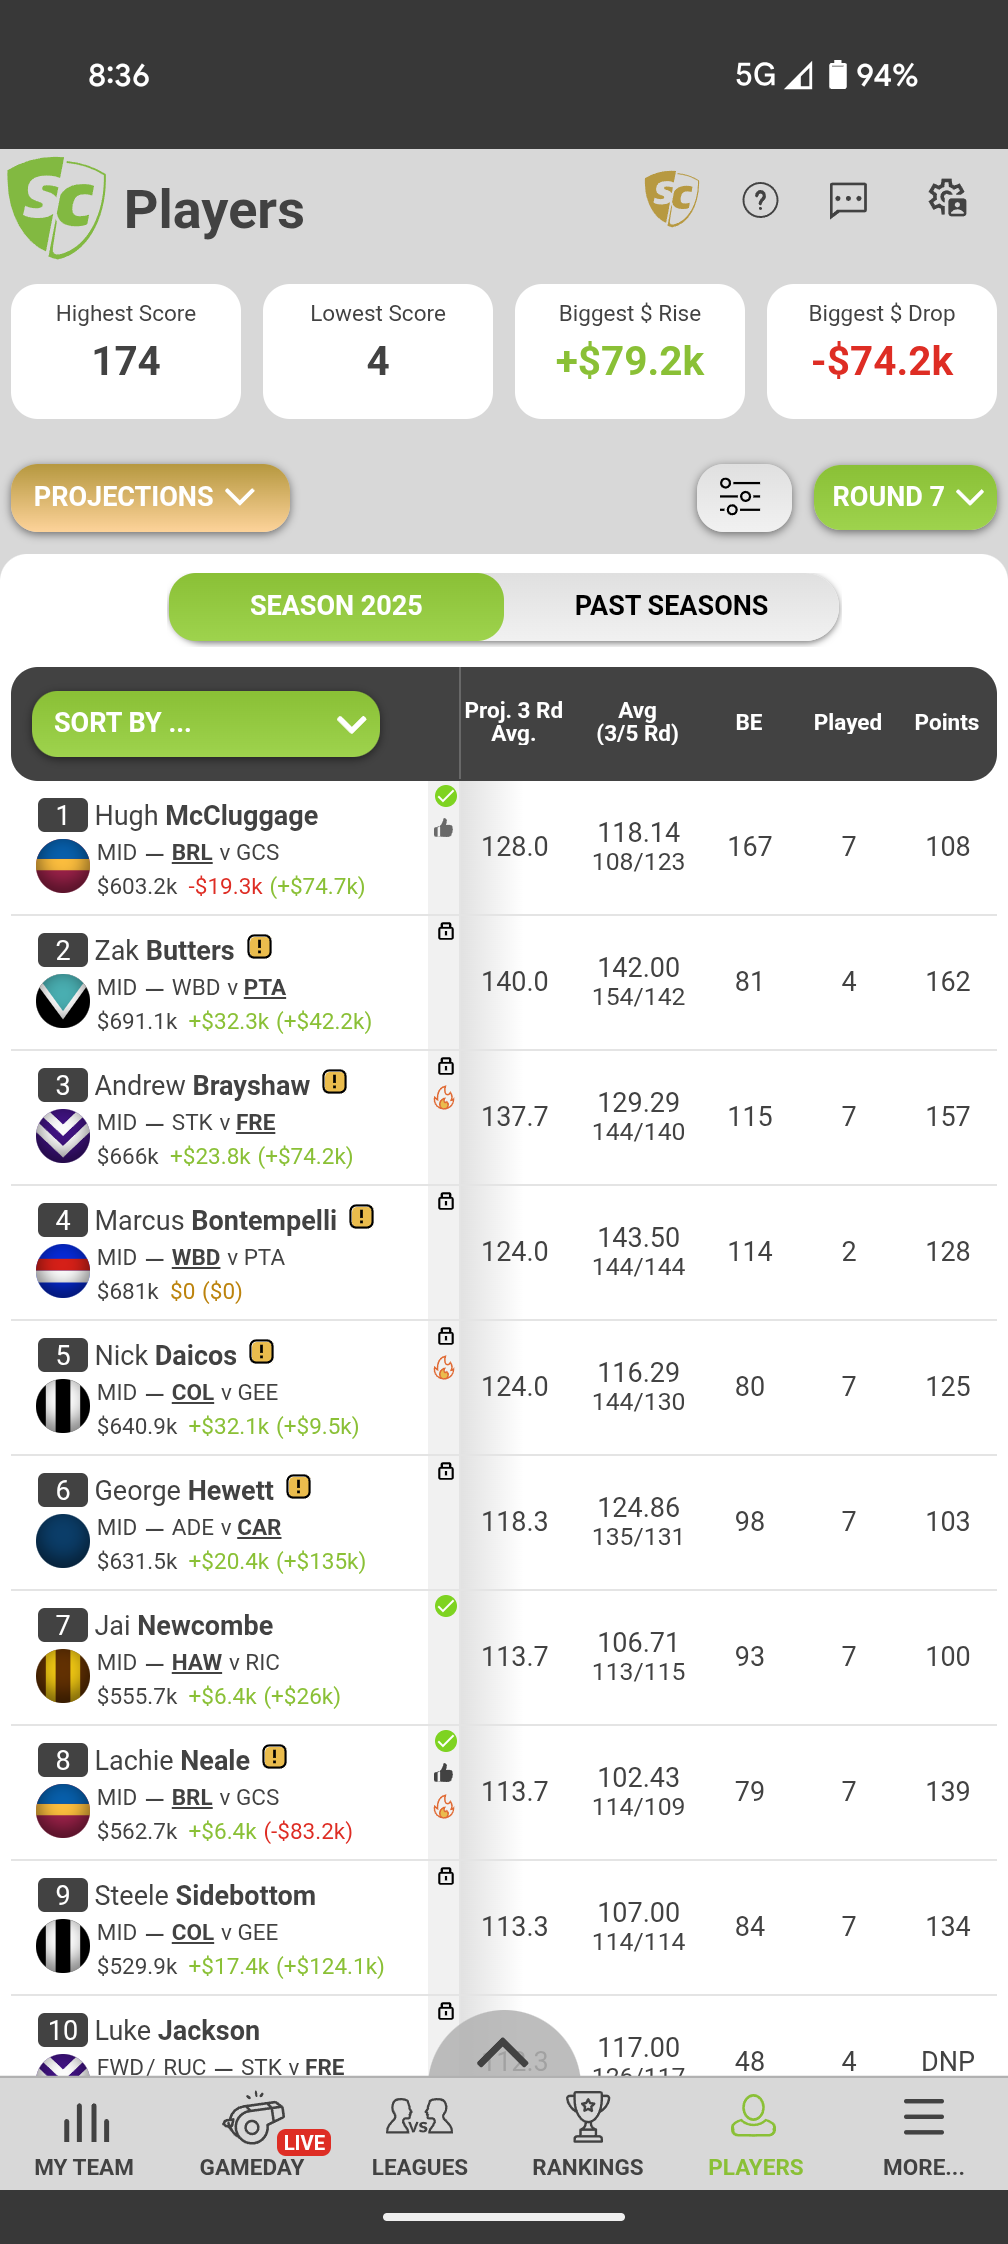 8:36
5G 94%
SC Players SC ?
Highest Score
174
Lowest Score
4
Biggest $ Rise
+$79.2k
Biggest $ Drop
-$74.2k
PROJECTIONS
ROUND 7
SEASON 2025 PAST SEASONS
SORT BY ...
Proj. 3 Rd Avg.
Avg (3/5 Rd)
BE
Played
Points
1 Hugh McCluggage
MID — BRL v GCS
$603.2k -$19.3k (+$74.7k)
128.0
118.14
108/123
167
7
108
2 Zak Butters !
MID — WBD v PTA
$691.1k +$32.3k (+$42.2k)
140.0
142.00
154/142
81
4
162
3 Andrew Brayshaw !
MID — STK v FRE
$666k +$23.8k (+$74.2k)
137.7
129.29
144/140
115
7
157
4 Marcus Bontempelli !
MID — WBD v PTA
$681k $0 ($0)
124.0
143.50
144/144
114
2
128
5 Nick Daicos !
MID — COL v GEE
$640.9k +$32.1k (+$9.5k)
124.0
116.29
144/130
80
7
125
6 George Hewett !
MID — ADE v CAR
$631.5k +$20.4k (+$135k)
118.3
124.86
135/131
98
7
103
7 Jai Newcombe
MID — HAW v RIC
$555.7k +$6.4k (+$26k)
113.7
106.71
113/115
93
7
100
8 Lachie Neale !
MID — BRL v GCS
$562.7k +$6.4k (-$83.2k)
113.7
102.43
114/109
79
7
139
9 Steele Sidebottom
MID — COL v GEE
$529.9k +$17.4k (+$124.1k)
113.3
107.00
114/114
84
7
134
10 Luke Jackson
FWD/ RUC — STK v FRE
117.00
48
4
DNP
MY TEAM
LIVE
GAMEDAY
VS
LEAGUES
RANKINGS
PLAYERS
MORE...